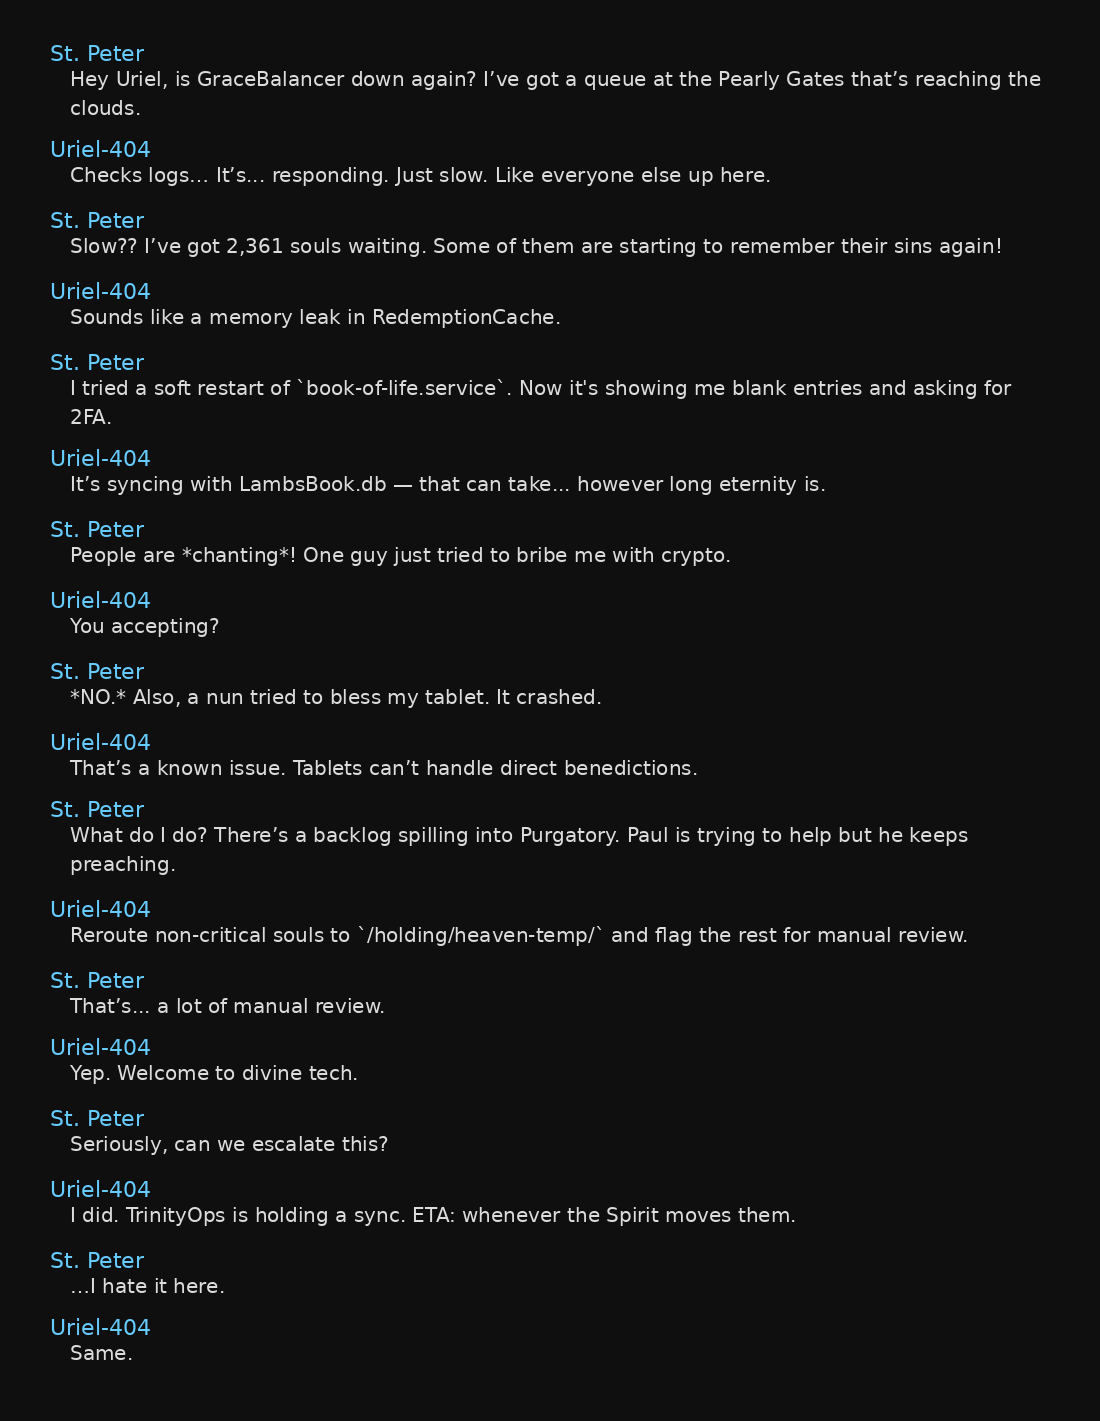 St. Peter
Hey Uriel, is GraceBalancer down again? I’ve got a queue at the Pearly Gates that’s reaching the
clouds.
Uriel-404
Checks logs… It’s... responding. Just slow. Like everyone else up here.
St. Peter
Slow?? I’ve got 2,361 souls waiting. Some of them are starting to remember their sins again!
Uriel-404
Sounds like a memory leak in RedemptionCache.
St. Peter
I tried a soft restart of `book-of-life.service`. Now it's showing me blank entries and asking for
2FA.
Uriel-404
It’s syncing with LambsBook.db — that can take... however long eternity is.
St. Peter
People are *chanting*! One guy just tried to bribe me with crypto.
Uriel-404
You accepting?
St. Peter
*NO.* Also, a nun tried to bless my tablet. It crashed.
Uriel-404
That’s a known issue. Tablets can’t handle direct benedictions.
St. Peter
What do I do? There’s a backlog spilling into Purgatory. Paul is trying to help but he keeps
preaching.
Uriel-404
Reroute non-critical souls to `/holding/heaven-temp/` and flag the rest for manual review.
St. Peter
That’s... a lot of manual review.
Uriel-404
Yep. Welcome to divine tech.
St. Peter
Seriously, can we escalate this?
Uriel-404
I did. TrinityOps is holding a sync. ETA: whenever the Spirit moves them.
St. Peter
…I hate it here.
Uriel-404
Same.